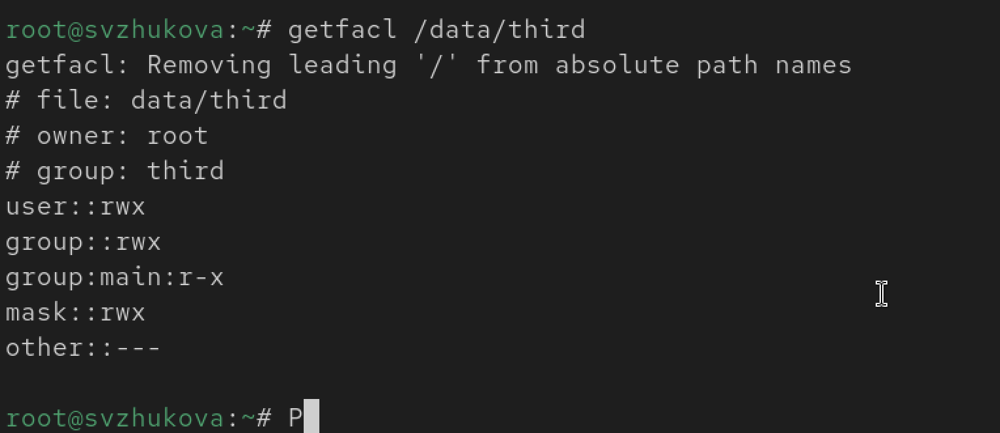 root@svzhukova:~# getfacl /data/third
getfacl: Removing leading '/' from absolute path names
# file: data/third
# owner: root
# group: third
user::rwx
group::rwx
group:main:r-x
mask::rwx
other::---
root@svzhukova:~# P